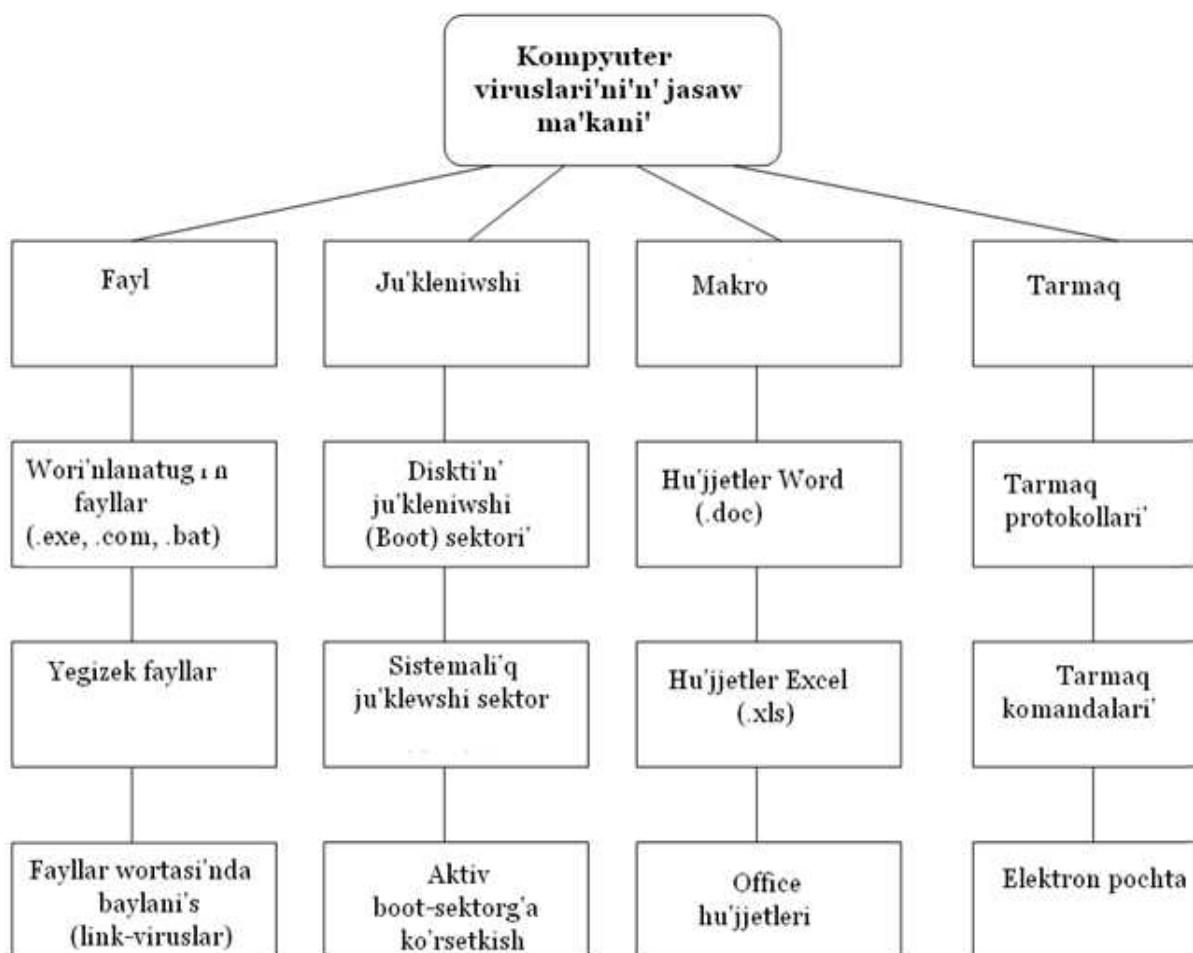 Kompyuter
viruslari'ni'n' jasaw
ma'kani'
Fayl
Ju'kleniwshi
Makro
Tarmaq
Wori'nlanatug ı n
fayllar
(.exe, .com, .bat)
Diskti'n'
ju'kleniwshi
(Boot) sektori'
Hu'jjetler Word
(.doc)
Tarmaq
protokollari'
Yegizek fayllar
Sistemali'q
ju'klewshi sektor
Hu'jjetler Excel
(.xls)
Tarmaq
komandalari'
Fayllar wortasi'nda
baylani's
(link-viruslar)
Aktiv
boot-sektorg'a
ko'rsetkish
Office
hu'jjetleri
Elektron pochta